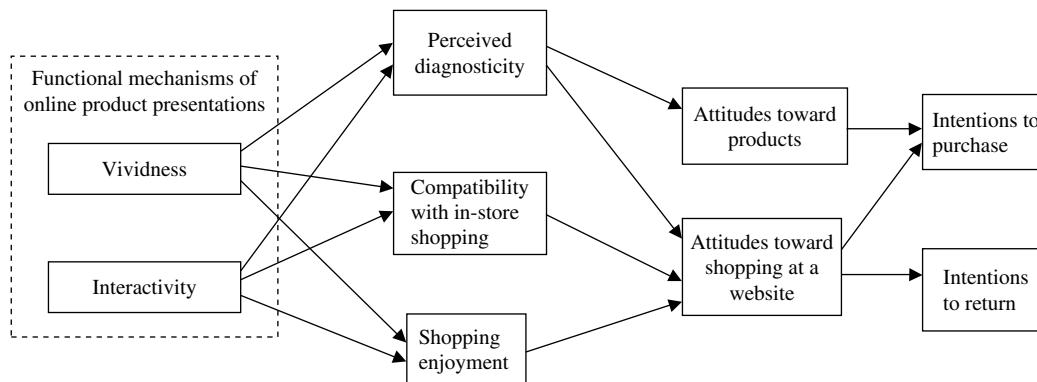 Functional mechanisms of
online product presentations
Vividness
Interactivity
Perceived
diagnosticity
Compatibility
with in-store
shopping
Shopping
enjoyment
Attitudes toward
products
Attitudes toward
shopping at a
website
Intentions to
purchase
Intentions
to return